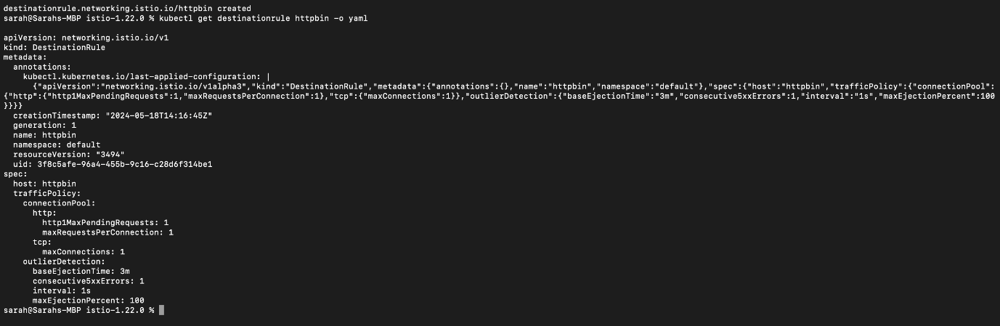 destinationrule.networking.istio.io/httpbin created
sarah@Sarahs-MBP istio-1.22.0 % kubectl get destinationrule httpbin -o yaml
apiVersion: networking.istio.io/v1
kind: DestinationRule
metadata:
  annotations:
    kubectl.kubernetes.io/last-applied-configuration: |
      {"apiVersion":"networking.istio.io/v1alpha3","kind":"DestinationRule","metadata":{"annotations":{},"name":"httpbin","namespace":"default"},"spec":{"host":"httpbin","trafficPolicy":{"connectionPool":
{"http":{"http1MaxPendingRequests":1,"maxRequestsPerConnection":1},"tcp":{"maxConnections":1}},"outlierDetection":{"baseEjectionTime":"3m","consecutive5xxErrors":1,"interval":"1s","maxEjectionPercent":100
}}}}
  creationTimestamp: "2024-05-18T14:16:45Z"
  generation: 1
  name: httpbin
  namespace: default
  resourceVersion: "3494"
  uid: 3f8c5afe-96a4-455b-9c16-c28d6f314be1
spec:
  host: httpbin
  trafficPolicy:
    connectionPool:
      http:
        http1MaxPendingRequests: 1
        maxRequestsPerConnection: 1
      tcp:
        maxConnections: 1
    outlierDetection:
      baseEjectionTime: 3m
      consecutive5xxErrors: 1
      interval: 1s
      maxEjectionPercent: 100
sarah@Sarahs-MBP istio-1.22.0 %